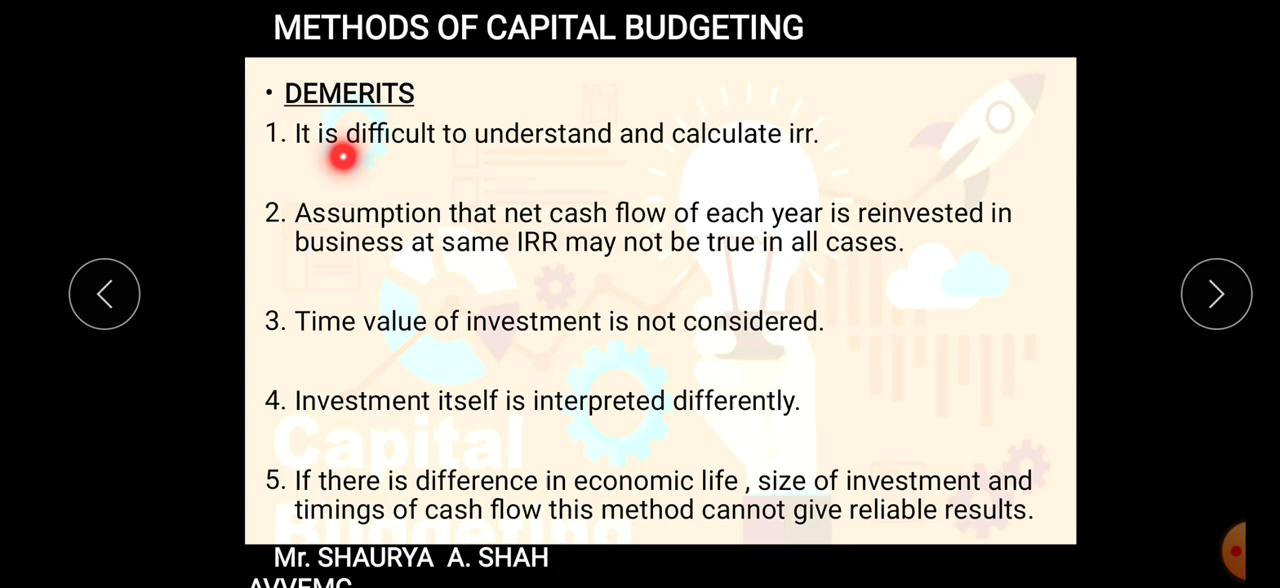 METHODS OF CAPITAL BUDGETING
• DEMERITS
1. It is difficult to understand and calculate irr.
2. Assumption that net cash flow of each year is reinvested in
business at same IRR may not be true in all cases.
3. Time value of investment is not considered.
4. Investment itself is interpreted differently.
Capital
5. If there is difference in economic life , size of investment and
timings of cash flow this method cannot give reliable results.
Budgeting
Mr. SHAURYA A. SHAH